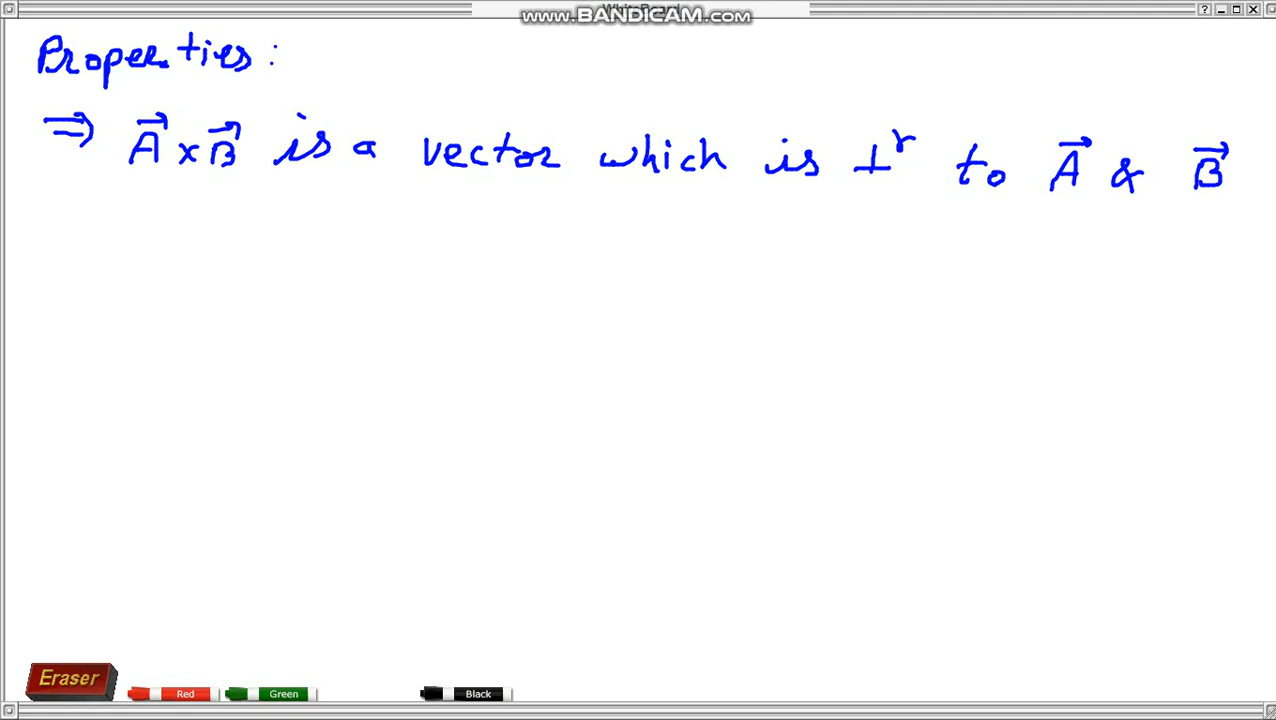 www.BANDICAM.com
Properties :
⇒ A⃗ × B⃗ is a vector which is ⊥ʳ to A⃗ & B⃗
Eraser
Red
Green
Black